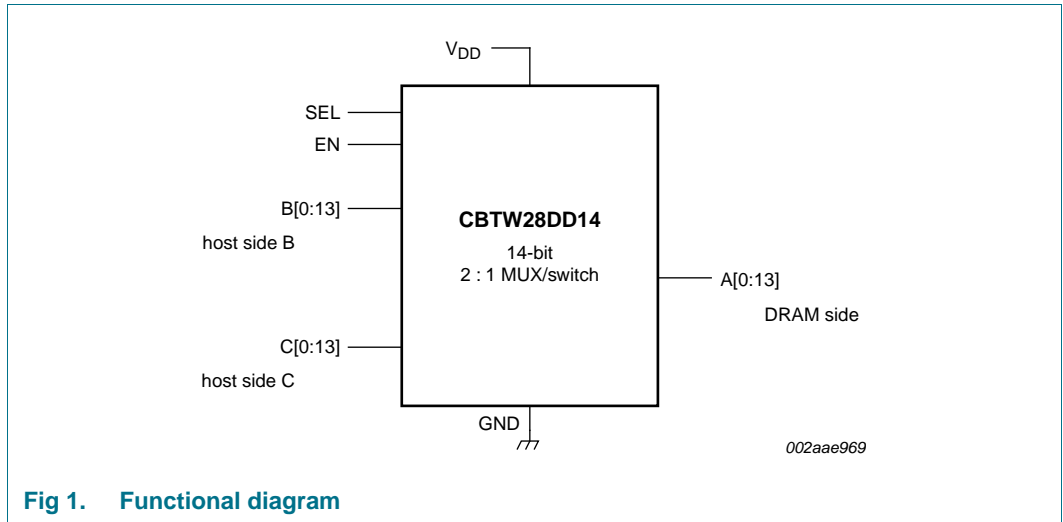 VDD
SEL
EN
B[0:13]
host side B
CBTW28DD14
14-bit
2 : 1 MUX/switch
A[0:13]
DRAM side
C[0:13]
host side C
GND
002aae969
Fig 1. Functional diagram